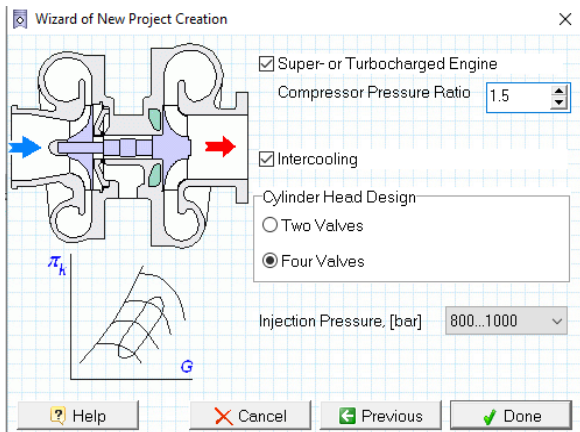 Wizard of New Project Creation
Super- or Turbocharged Engine
Compressor Pressure Ratio 1.5
Intercooling
Cylinder Head Design
Two Valves
Four Valves
πk
G
Injection Pressure, [bar] 800...1000
Help Cancel Previous Done